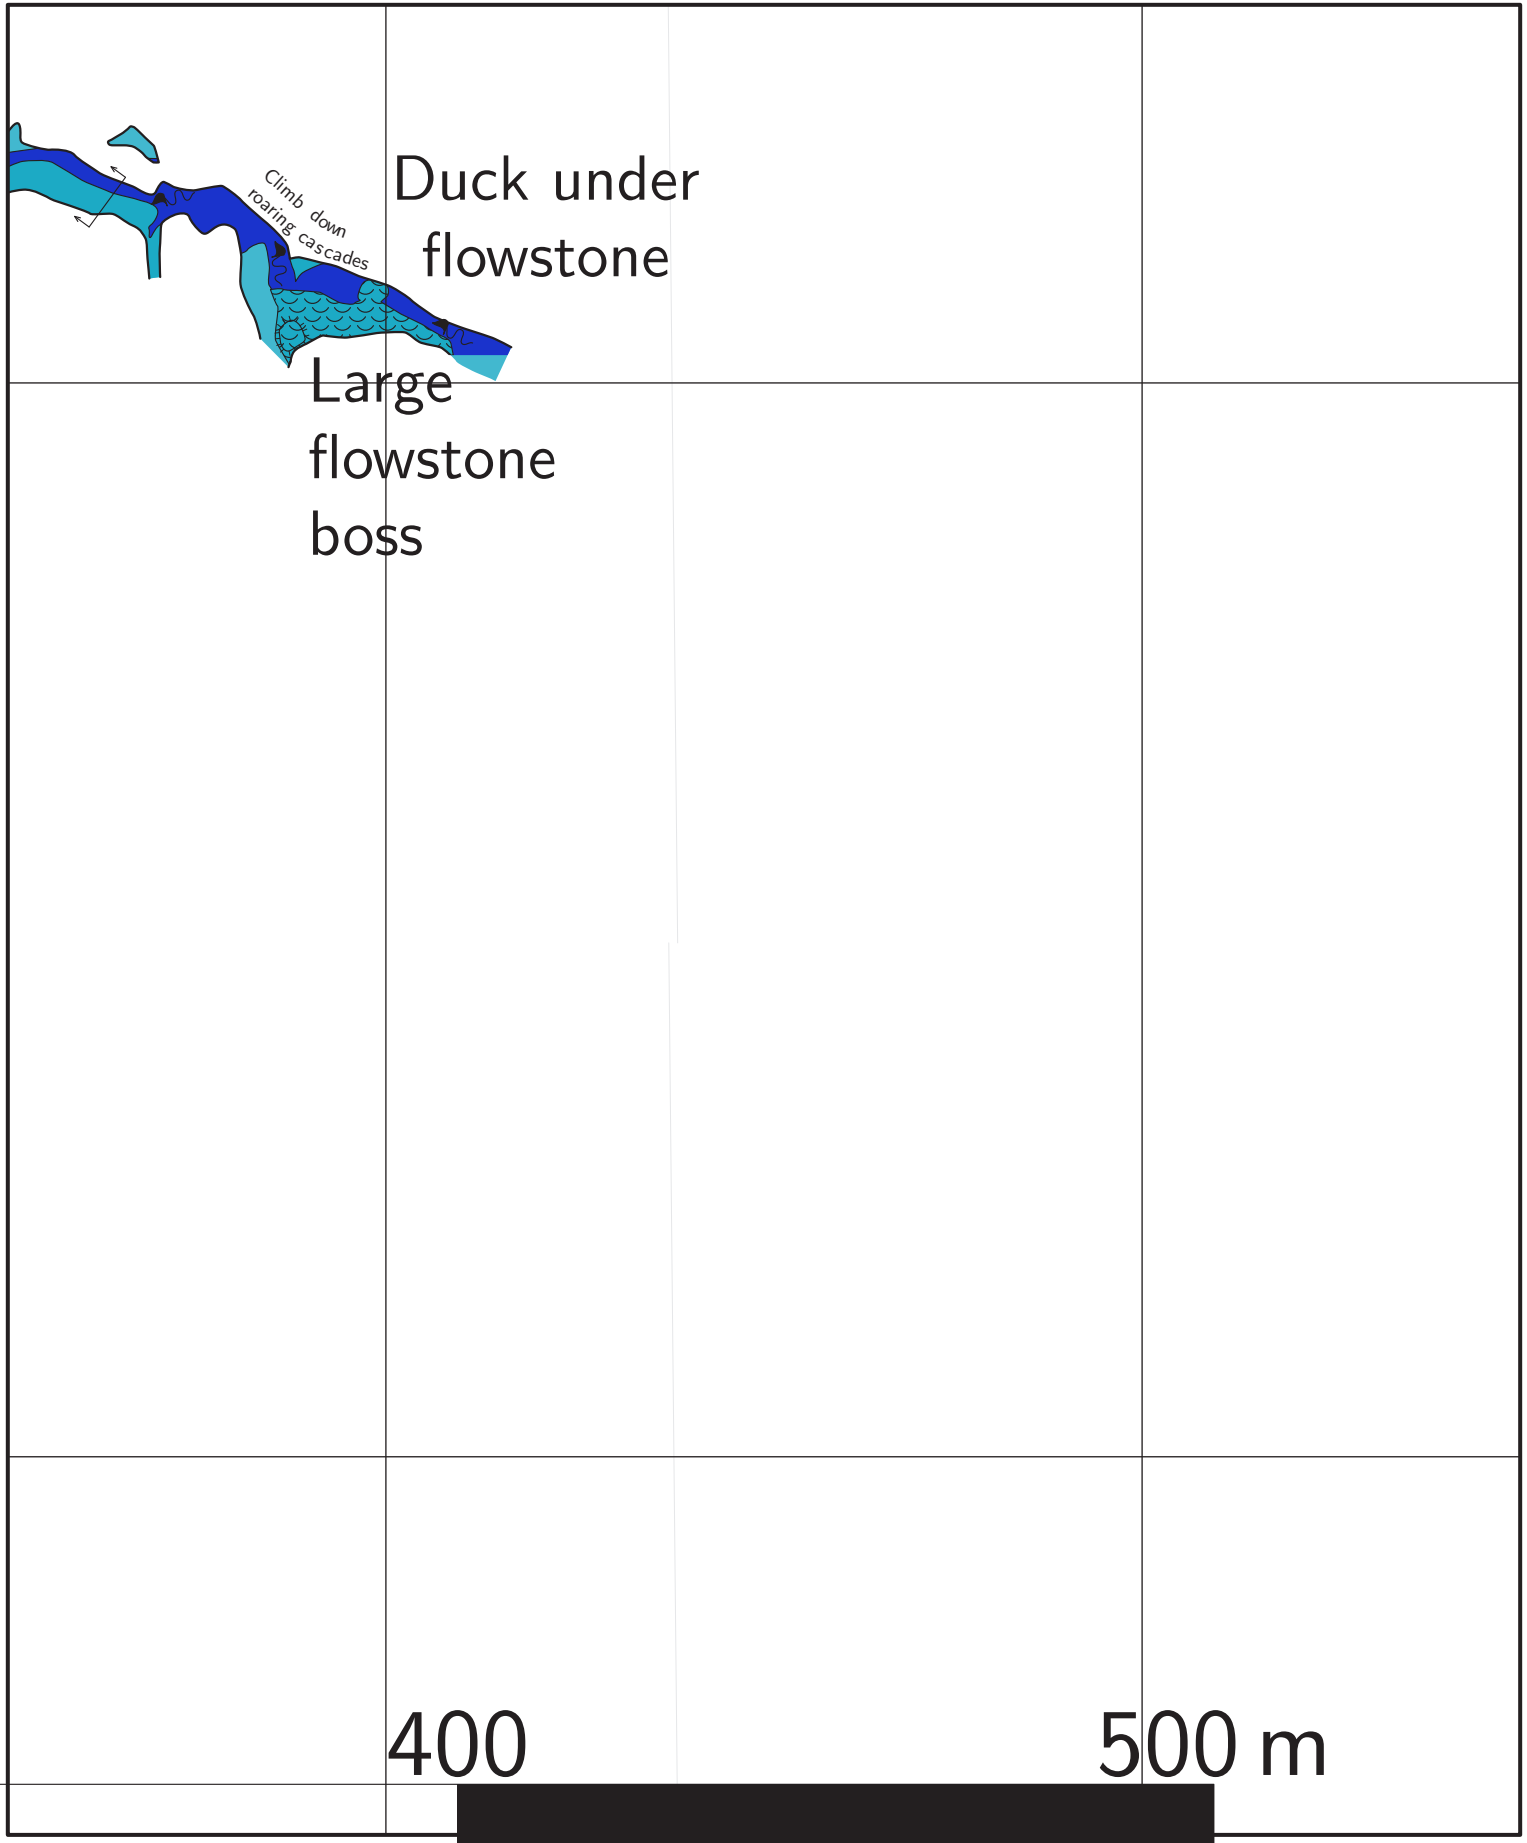 Duck under
flowstone
Climb down
roaring cascades
Large
flowstone
boss
400
500 m